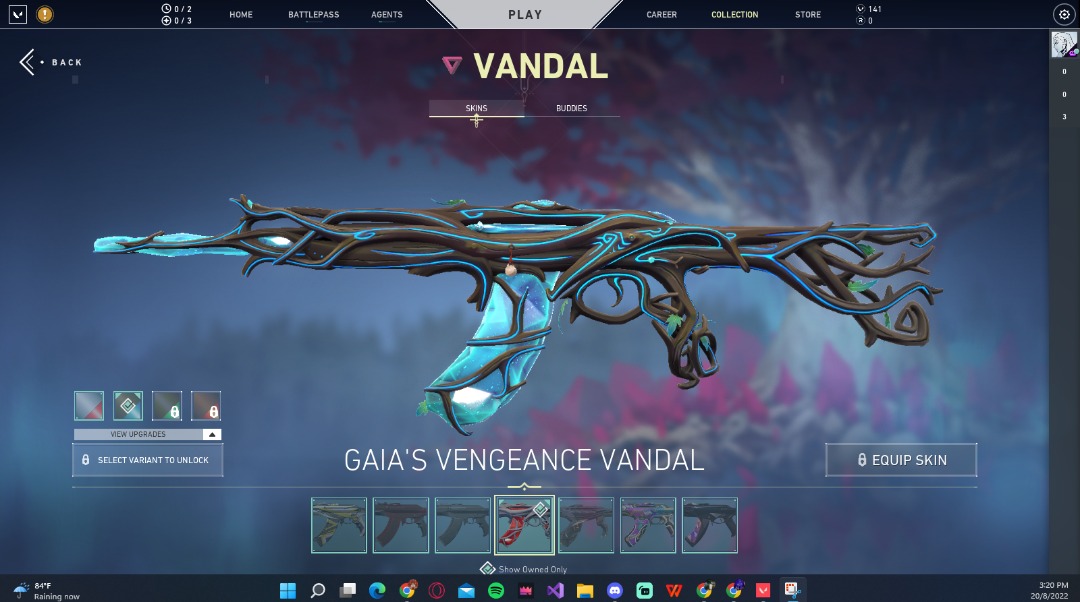 0 / 2
0 / 3
HOME
BATTLEPASS
AGENTS
PLAY
CAREER
COLLECTION
STORE
141
R 0
BACK
VANDAL
SKINS
BUDDIES
0
0
3
VIEW UPGRADES
SELECT VARIANT TO UNLOCK
GAIA'S VENGEANCE VANDAL
EQUIP SKIN
Show Owned Only
84°F
Raining now
3:20 PM
20/8/2022